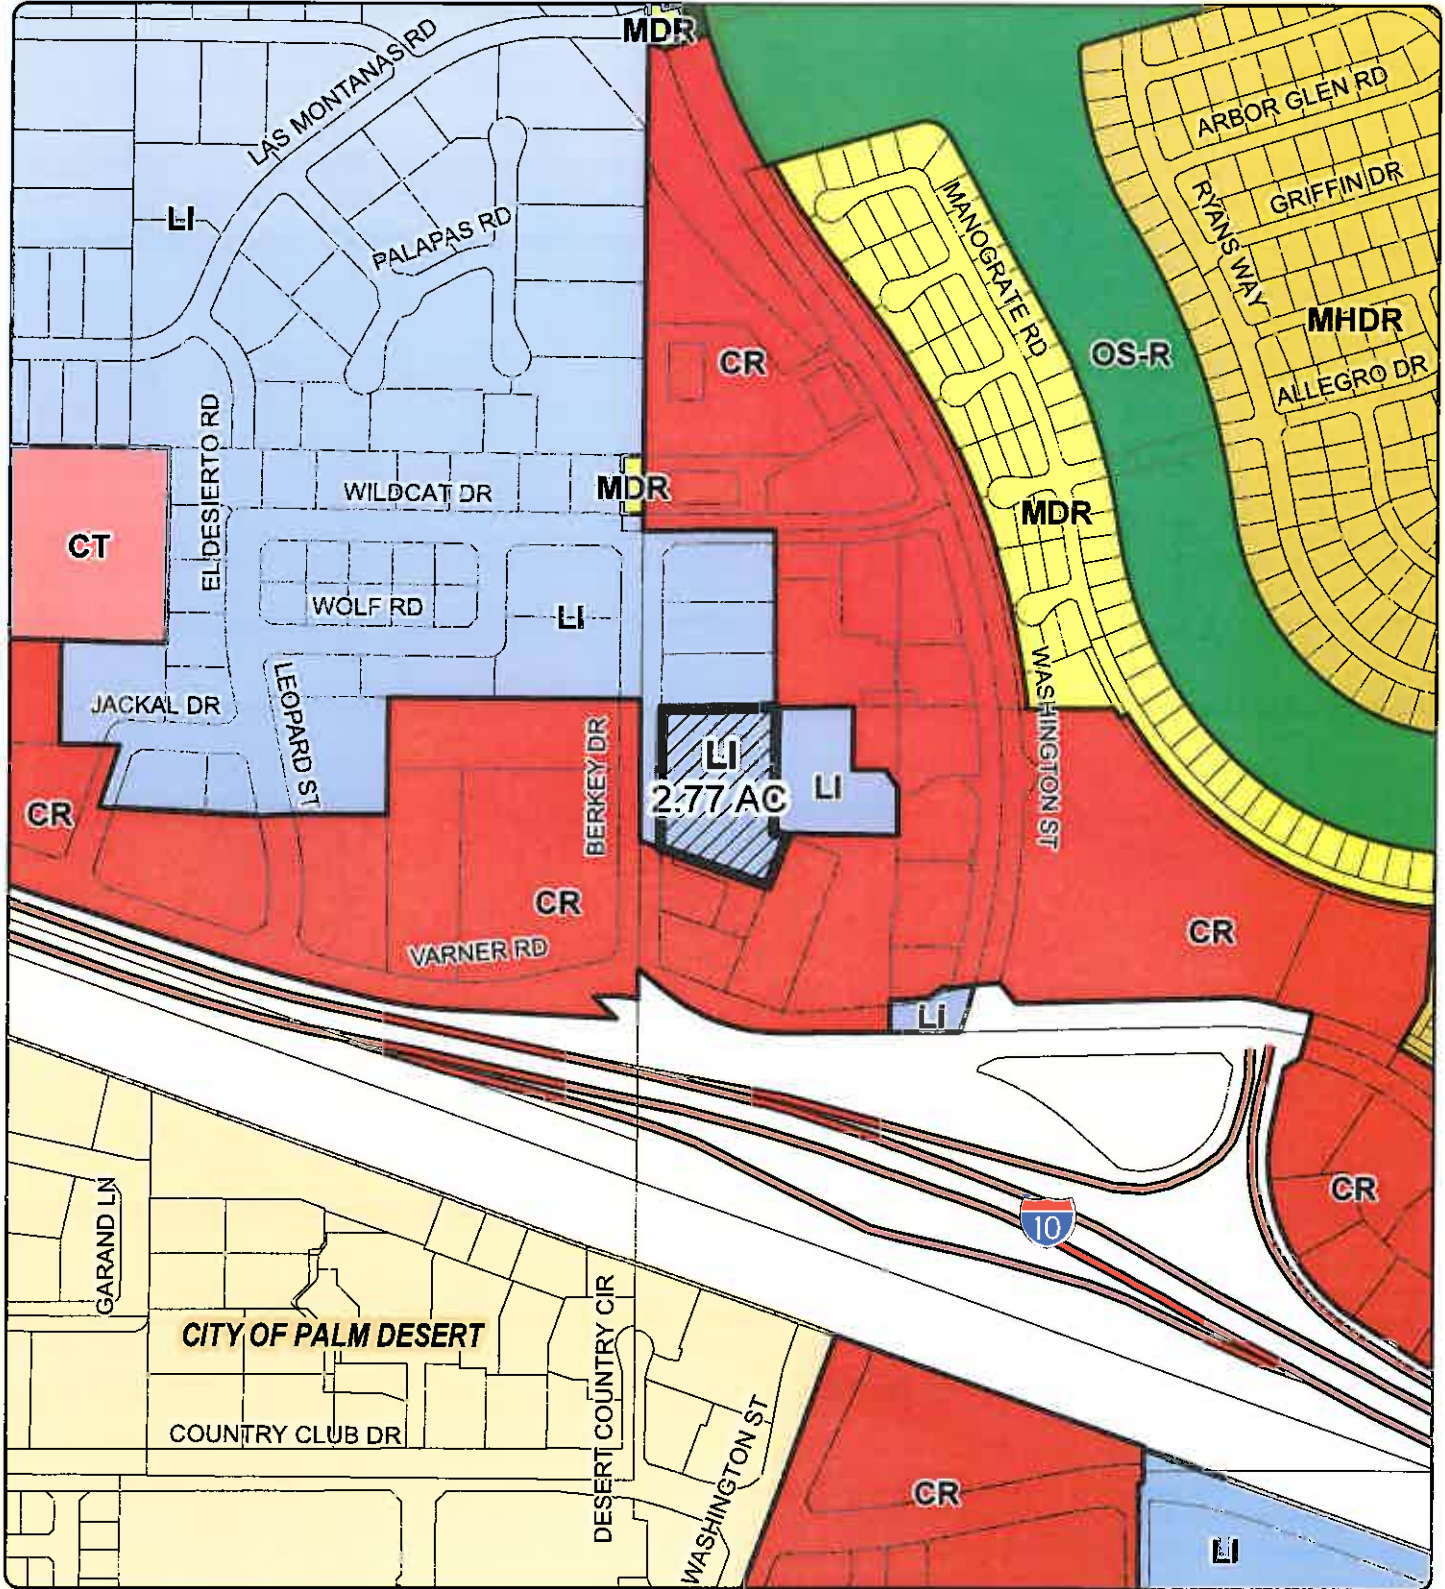 MDR
LAS MONTANAS RD
ARBOR GLEN RD
GRIFFIN DR
RYANS WAY
MANOGRATE RD
LI
PALAPAS RD
MHDR
OS-R
CR
ALLEGRO DR
EL DESIERTO RD
WILDCAT DR
MDR
MDR
CT
WOLF RD
LI
JACKAL DR
LEOPARD ST
BERKEY DR
WASHINGTON ST
LI
2.77 AC
LI
CR
CR
CR
VARNER RD
LI
CR
10
GARAND LN
CITY OF PALM DESERT
DESERT COUNTRY CIR
COUNTRY CLUB DR
WASHINGTON ST
CR
LI